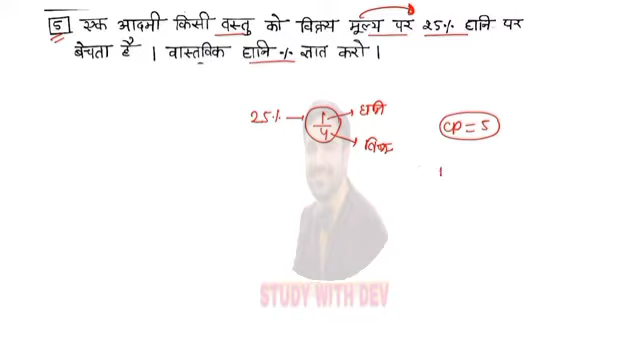 5 एक आदमी किसी वस्तु को विक्रय मूल्य पर 25% हानि पर
बेचता है । वास्तविक हानि % ज्ञात करो ।
25% 1/4 हानि
विक्रय
CP = 5
1
STUDY WITH DEV